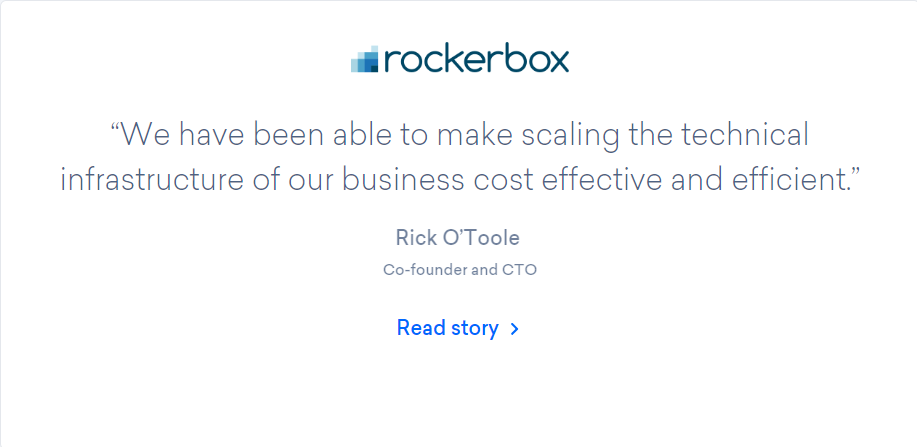 rockerbox
“We have been able to make scaling the technical
infrastructure of our business cost effective and efficient.”
Rick O’Toole
Co-founder and CTO
Read story